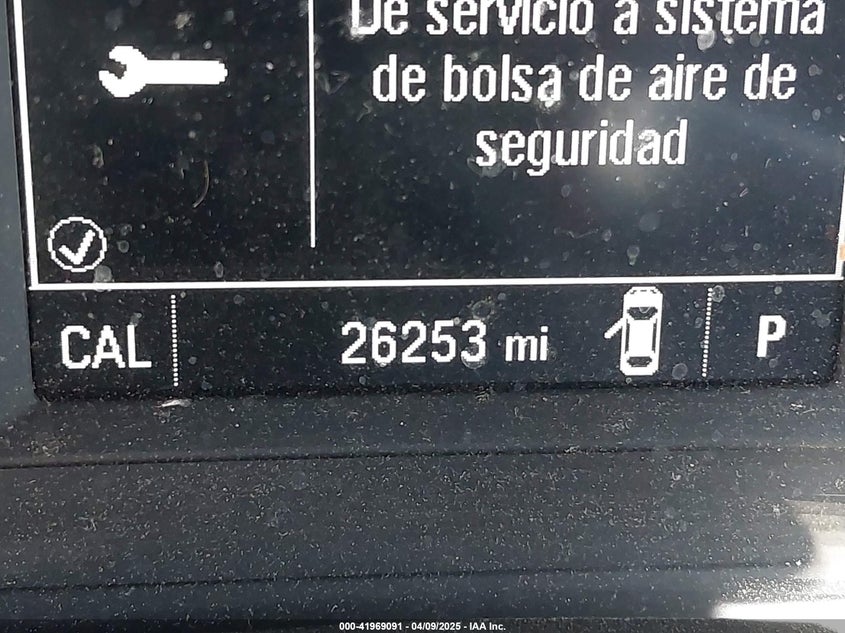 De servicio a sistema
de bolsa de aire de
seguridad
CAL
26253 mi
P
000-41969091 - 04/09/2025 - IAA Inc.